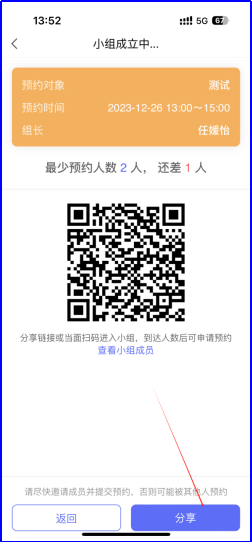 13:52 5G 67
小组成立中...
预约对象 测试
预约时间 2023-12-26 13:00～15:00
组长 任媛怡
最少预约人数 2 人， 还差 1 人
分享链接或当面扫码进入小组，到达人数后可申请预约
查看小组成员
请尽快邀请成员并提交预约、否则可能被其他人预约
返回 分享